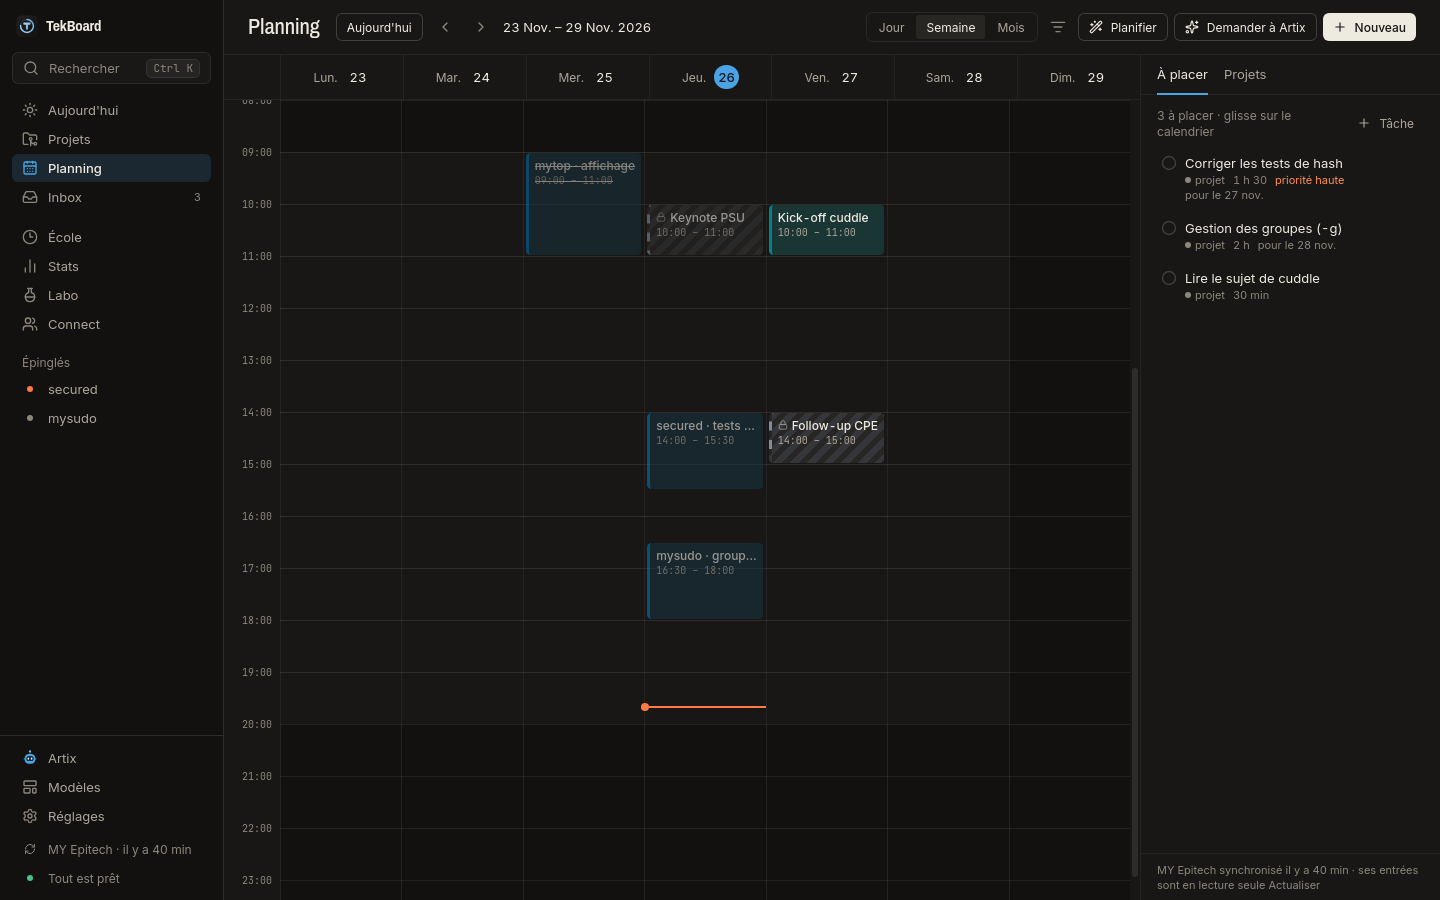 TekBoard
Rechercher Ctrl K
Aujourd'hui
Projets
Planning
Inbox 3
École
Stats
Labo
Connect
Épinglés
secured
mysudo
Artix
Modèles
Réglages
MY Epitech · il y a 40 min
Tout est prêt
Planning Aujourd'hui 23 Nov. – 29 Nov. 2026 Jour Semaine Mois Planifier Demander à Artix Nouveau
Lun. 23 Mar. 24 Mer. 25 Jeu. 26 Ven. 27 Sam. 28 Dim. 29
08:00
09:00
10:00
11:00
12:00
13:00
14:00
15:00
16:00
17:00
18:00
19:00
20:00
21:00
22:00
23:00
mytop · affichage
09:00 – 11:00
Keynote PSU
10:00 – 11:00
Kick-off cuddle
10:00 – 11:00
secured · tests ...
14:00 – 15:30
Follow-up CPE
14:00 – 15:00
mysudo · group...
16:30 – 18:00
À placer Projets
3 à placer · glisse sur le
calendrier
Tâche
Corriger les tests de hash
projet 1 h 30 priorité haute
pour le 27 nov.
Gestion des groupes (-g)
projet 2 h pour le 28 nov.
Lire le sujet de cuddle
projet 30 min
MY Epitech synchronisé il y a 40 min · ses entrées
sont en lecture seule Actualiser